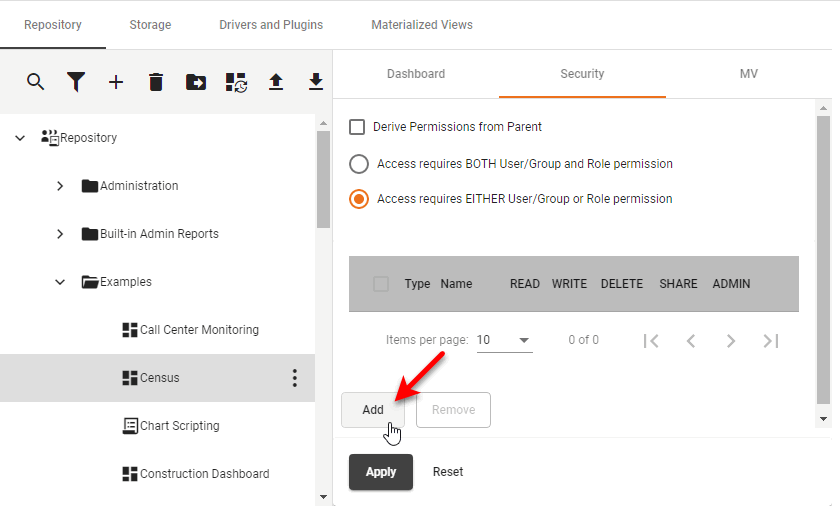 Repository Storage Drivers and Plugins Materialized Views
Dashboard Security MV
Repository
Administration
Built-in Admin Reports
Examples
Call Center Monitoring
Census
Chart Scripting
Construction Dashboard
Derive Permissions from Parent
Access requires BOTH User/Group and Role permission
Access requires EITHER User/Group or Role permission
Type Name READ WRITE DELETE SHARE ADMIN
Items per page: 10 0 of 0
Add Remove
Apply Reset